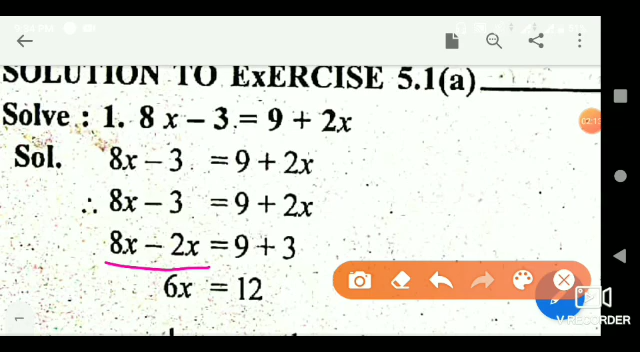 SOLUTION TO ExERCISE 5.1(a)
Solve : 1. 8 x – 3 = 9 + 2x
Sol. 8x – 3 = 9 + 2x
∴ 8x – 3 = 9 + 2x
8x – 2x = 9 + 3
6x = 12
V RECORDER